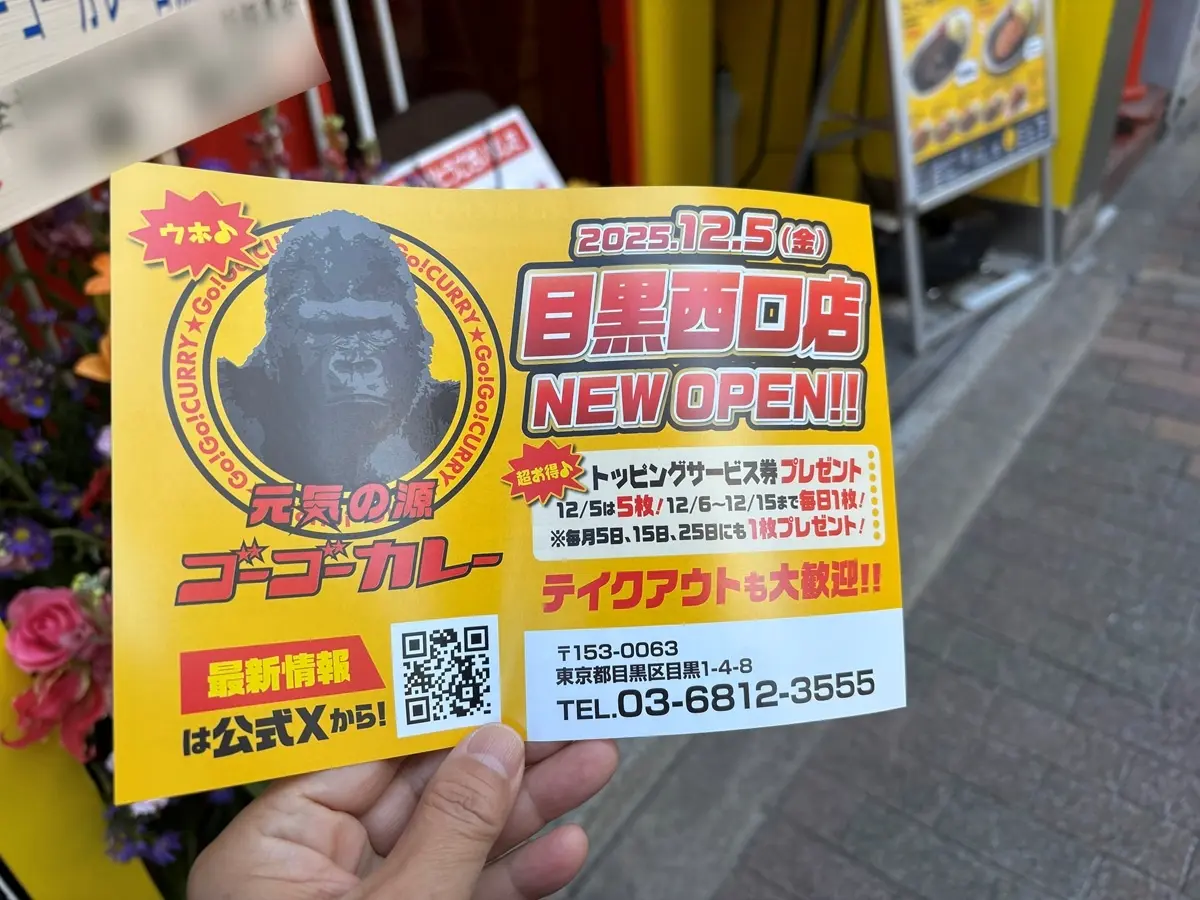 ウホ♪
Go!Go!CURRY★Go!Go!CURRY★Go!Go!CURRY
元気の源
ゴーゴーカレー
最新情報
は公式Xから!
2025.12.5(金)
目黒西口店
NEW OPEN!!
超お得♪
トッピングサービス券プレゼント
12/5は5枚! 12/6～12/15まで毎日1枚!
※毎月5日、15日、25日にも1枚プレゼント!
テイクアウトも大歓迎!!
〒153-0063
東京都目黒区目黒1-4-8
TEL.03-6812-3555